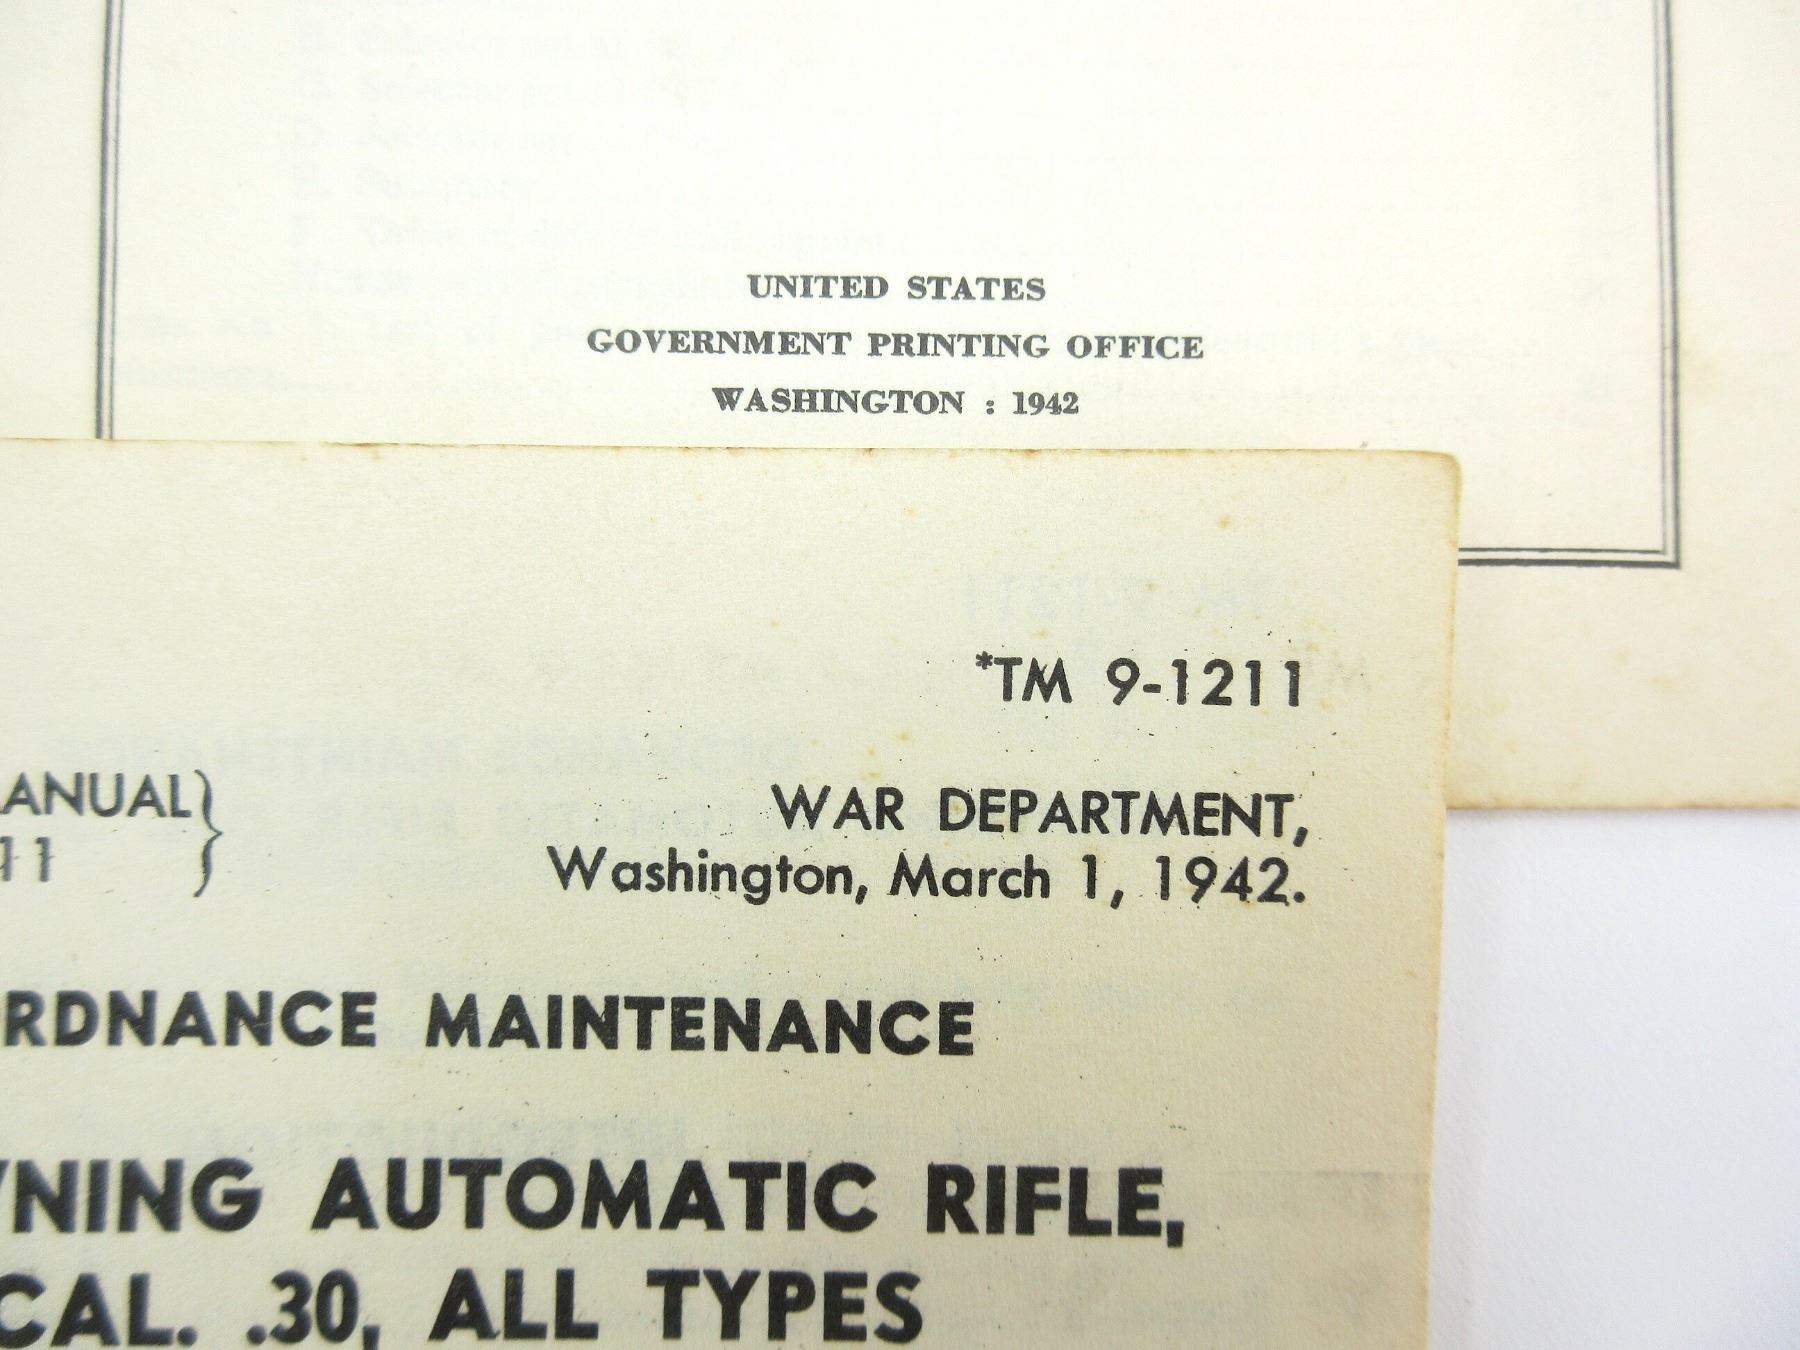 UNITED STATES
GOVERNMENT PRINTING OFFICE
WASHINGTON : 1942
*TM 9-1211
ANUAL}
11
WAR DEPARTMENT,
Washington, March 1, 1942.
RDNANCE MAINTENANCE
NING AUTOMATIC RIFLE,
CAL. .30, ALL TYPES